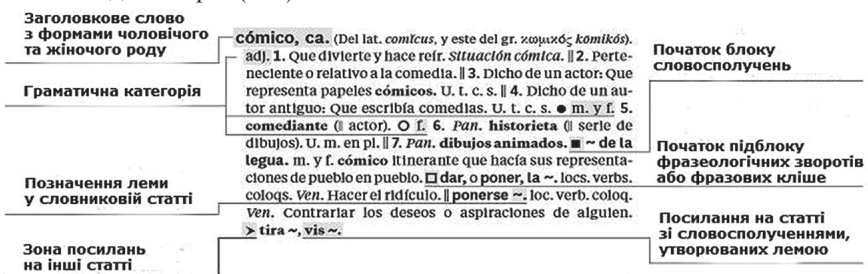 Заголовкове слово
з формами чоловічого
та жіночого роду
Граматична категорія
Позначення леми
у словниковій статті
Зона посилань
на інші статті
cómico, ca. (Del lat. comĭcus, y este del gr. κωμικός kōmikós).
adj. 1. Que divierte y hace reír. Situación cómica. || 2. Perte-
neciente o relativo a la comedia. || 3. Dicho de un actor: Que
representa papeles cómicos. U. t. c. s. || 4. Dicho de un au-
tor antiguo: Que escribía comedias. U. t. c. s. ● m. y f. 5.
comediante (|| actor). O f. 6. Pan. historieta (|| serie de
dibujos). U. m. en pl. || 7. Pan. dibujos animados. ■ ~ de la
legua. m. y f. cómico itinerante que hacía sus representa-
ciones de pueblo en pueblo. □ dar, o poner, la ~. locs. verbs.
coloqs. Ven. Hacer el ridículo. || ponerse ~. loc. verb. coloq.
Ven. Contrariar los deseos o aspiraciones de alguien.
➤ tira ~, vis ~.
Початок блоку
словосполучень
Початок підблоку
фразеологічних зворотів
або фразових кліше
Посилання на статті
зі словосполученнями,
утворюваних лемою